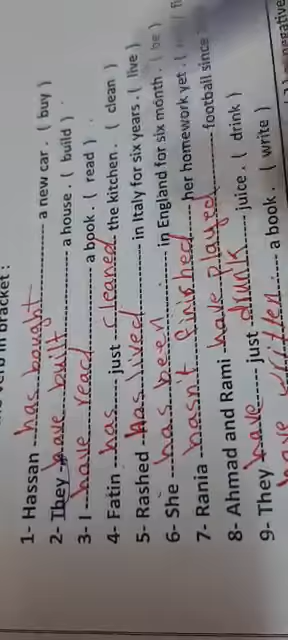 verb in bracket :
1- Hassan has bought a new car . ( buy )
2- They have built a house . ( build )
3- I have read a book . ( read ) .
4- Fatin has just cleaned the kitchen . ( clean )
5- Rashed Has lived in Italy for six years . ( live )
6- She has been in England for six month . ( be )
7- Rania hasn't finished her homework yet . (
8- Ahmad and Rami have played football since
9- They have just drunk juice . ( drink )
have written a book . ( write )
negative